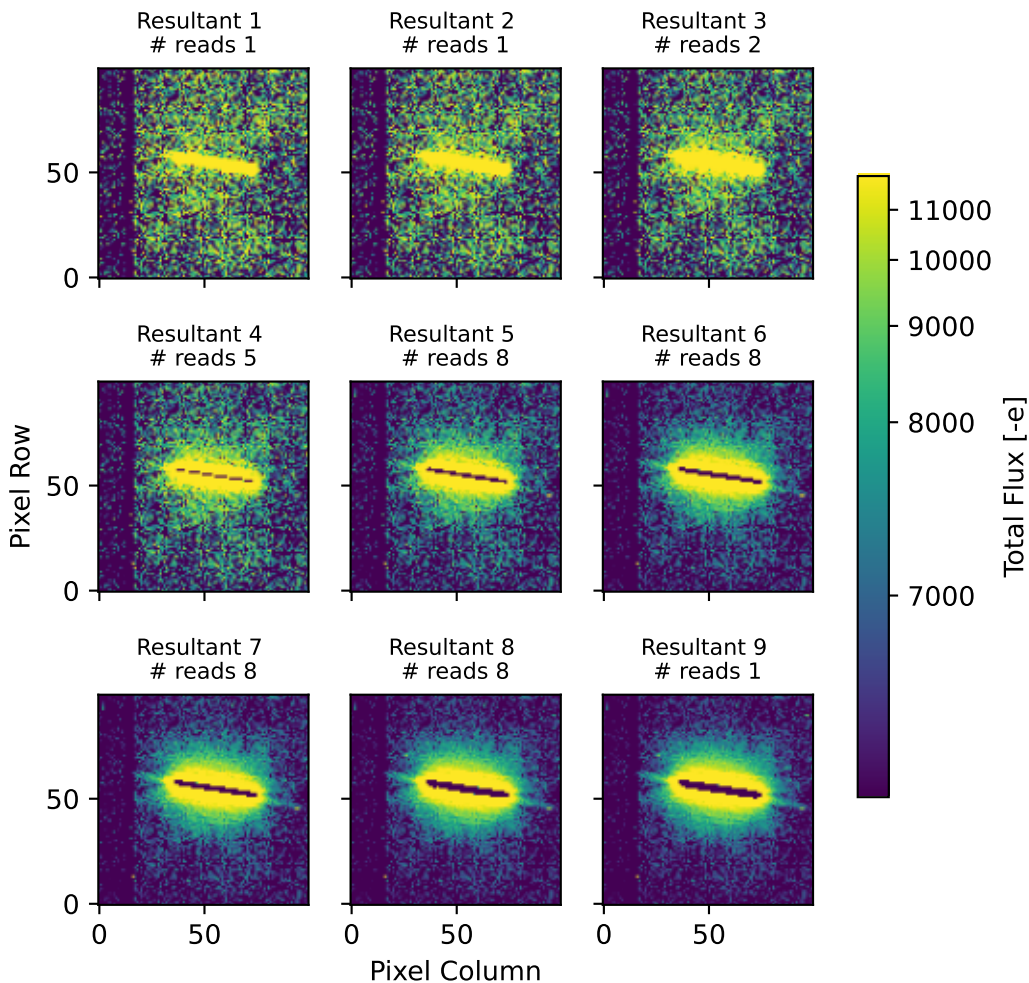 Resultant 1
# reads 1
Resultant 2
# reads 1
Resultant 3
# reads 2
50
0
Resultant 4
# reads 5
Resultant 5
# reads 8
Resultant 6
# reads 8
50
0
Resultant 7
# reads 8
Resultant 8
# reads 8
Resultant 9
# reads 1
50
0
0
50
0
50
0
50
Pixel Row
Pixel Column
11000
10000
9000
8000
7000
Total Flux [-e]